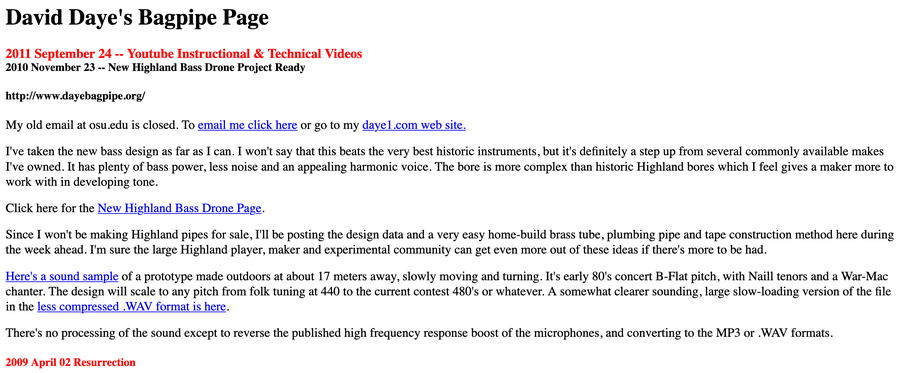 David Daye's Bagpipe Page
2011 September 24 -- Youtube Instructional & Technical Videos
2010 November 23 -- New Highland Bass Drone Project Ready
http://www.dayebagpipe.org/
My old email at osu.edu is closed. To email me click here or go to my daye1.com web site.
I've taken the new bass design as far as I can. I won't say that this beats the very best historic instruments, but it's definitely a step up from several commonly available makes
I've owned. It has plenty of bass power, less noise and an appealing harmonic voice. The bore is more complex than historic Highland bores which I feel gives a maker more to
work with in developing tone.
Click here for the New Highland Bass Drone Page.
Since I won't be making Highland pipes for sale, I'll be posting the design data and a very easy home-build brass tube, plumbing pipe and tape construction method here during
the week ahead. I'm sure the large Highland player, maker and experimental community can get even more out of these ideas if there's more to be had.
Here's a sound sample of a prototype made outdoors at about 17 meters away, slowly moving and turning. It's early 80's concert B-Flat pitch, with Naill tenors and a War-Mac
chanter. The design will scale to any pitch from folk tuning at 440 to the current contest 480's or whatever. A somewhat clearer sounding, large slow-loading version of the file
in the less compressed .WAV format is here.
There's no processing of the sound except to reverse the published high frequency response boost of the microphones, and converting to the MP3 or .WAV formats.
2009 April 02 Resurrection